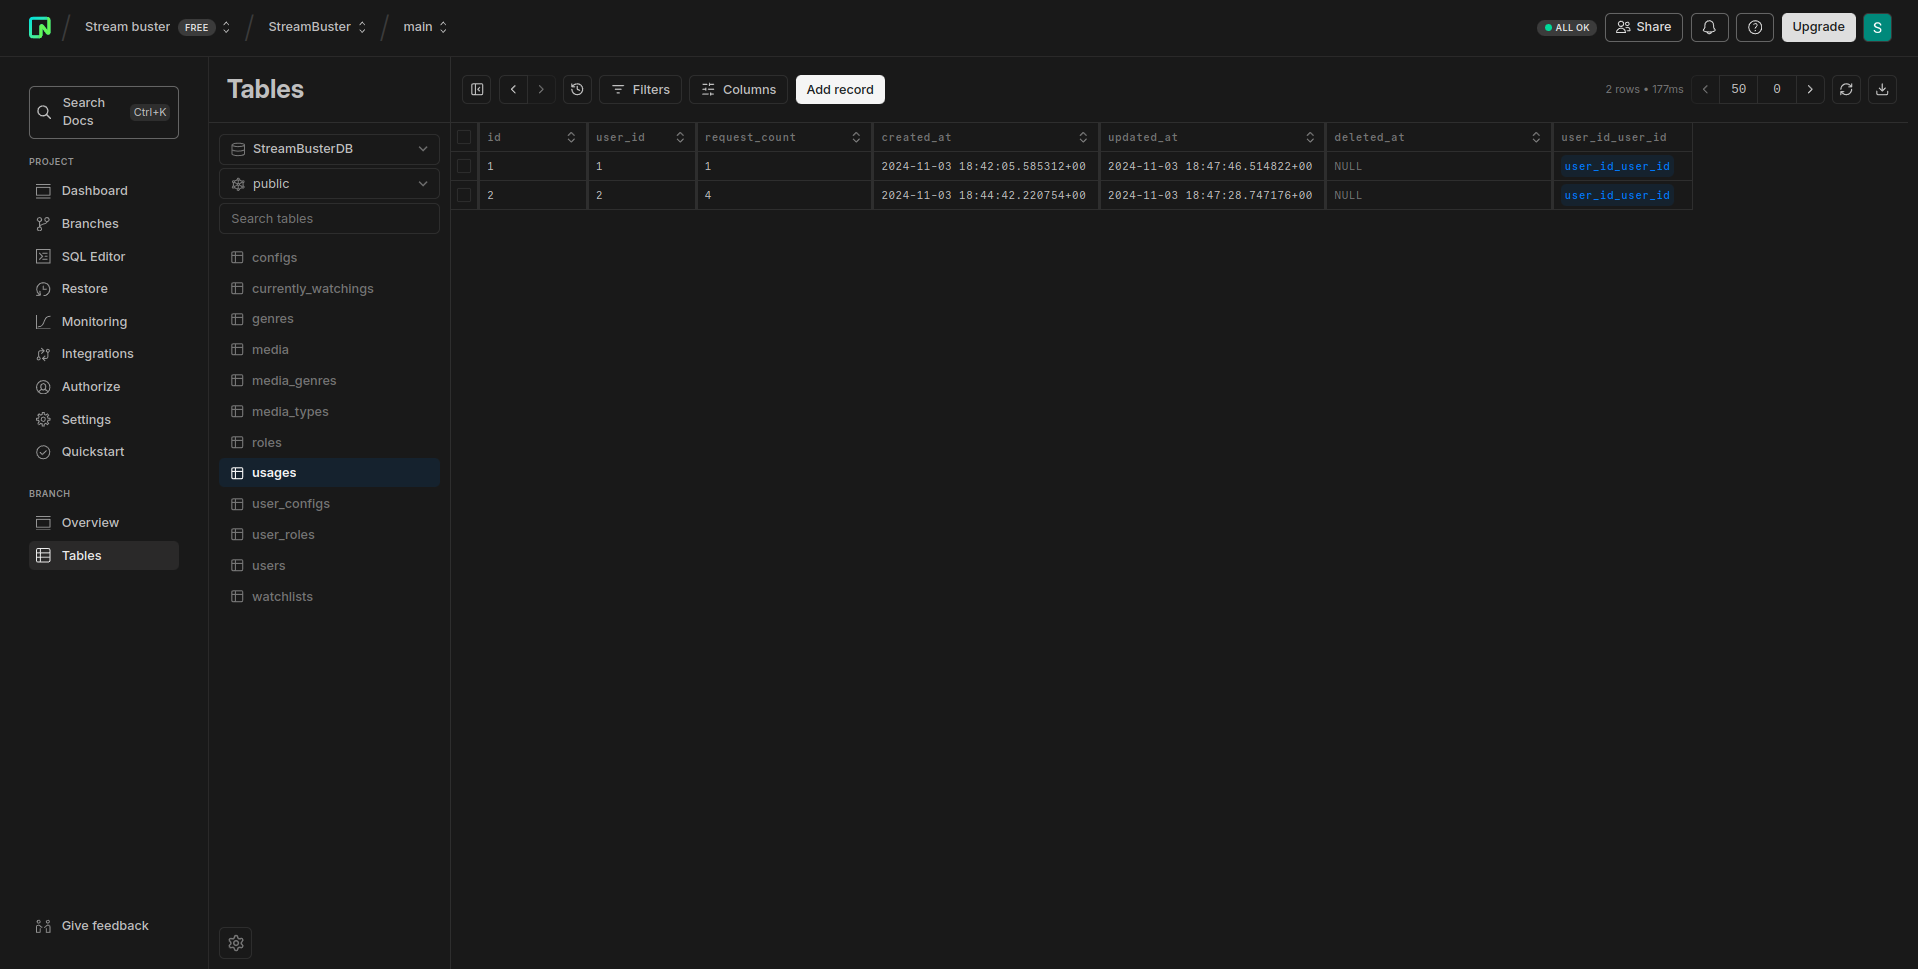 Stream buster FREE
StreamBuster
main
ALL OK
Share
Upgrade
S
Search Docs
Ctrl+K
PROJECT
Dashboard
Branches
SQL Editor
Restore
Monitoring
Integrations
Authorize
Settings
Quickstart
BRANCH
Overview
Tables
Give feedback
Tables
StreamBusterDB
public
Search tables
configs
currently_watchings
genres
media
media_genres
media_types
roles
usages
user_configs
user_roles
users
watchlists
Filters
Columns
Add record
2 rows • 177ms
50
0
id user_id request_count created_at updated_at deleted_at user_id_user_id
1 1 1 2024-11-03 18:42:05.585312+00 2024-11-03 18:47:46.514822+00 NULL user_id_user_id
2 2 4 2024-11-03 18:44:42.220754+00 2024-11-03 18:47:28.747176+00 NULL user_id_user_id